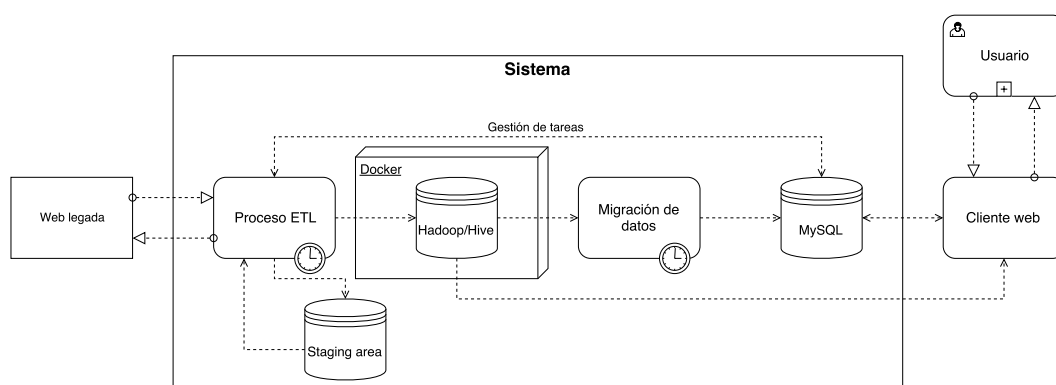 Sistema
Usuario
Gestión de tareas
Docker
Web legada
Proceso ETL
Hadoop/Hive
Migración de
datos
MySQL
Cliente web
Staging area